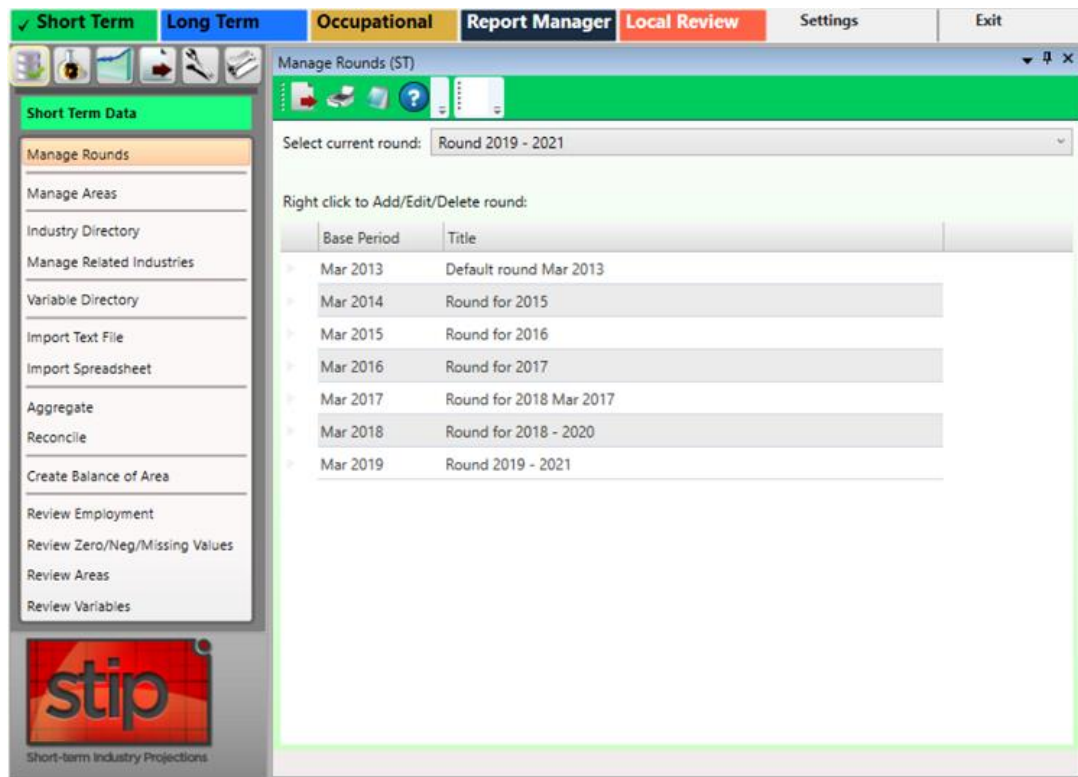 ✓ Short Term Long Term Occupational Report Manager Local Review Settings Exit
Manage Rounds (ST)
Short Term Data
Manage Rounds
Manage Areas
Industry Directory
Manage Related Industries
Variable Directory
Import Text File
Import Spreadsheet
Aggregate
Reconcile
Create Balance of Area
Review Employment
Review Zero/Neg/Missing Values
Review Areas
Review Variables
stip
Short-term Industry Projections
Select current round: Round 2019 - 2021
Right click to Add/Edit/Delete round:
Base Period Title
Mar 2013 Default round Mar 2013
Mar 2014 Round for 2015
Mar 2015 Round for 2016
Mar 2016 Round for 2017
Mar 2017 Round for 2018 Mar 2017
Mar 2018 Round for 2018 - 2020
Mar 2019 Round 2019 - 2021